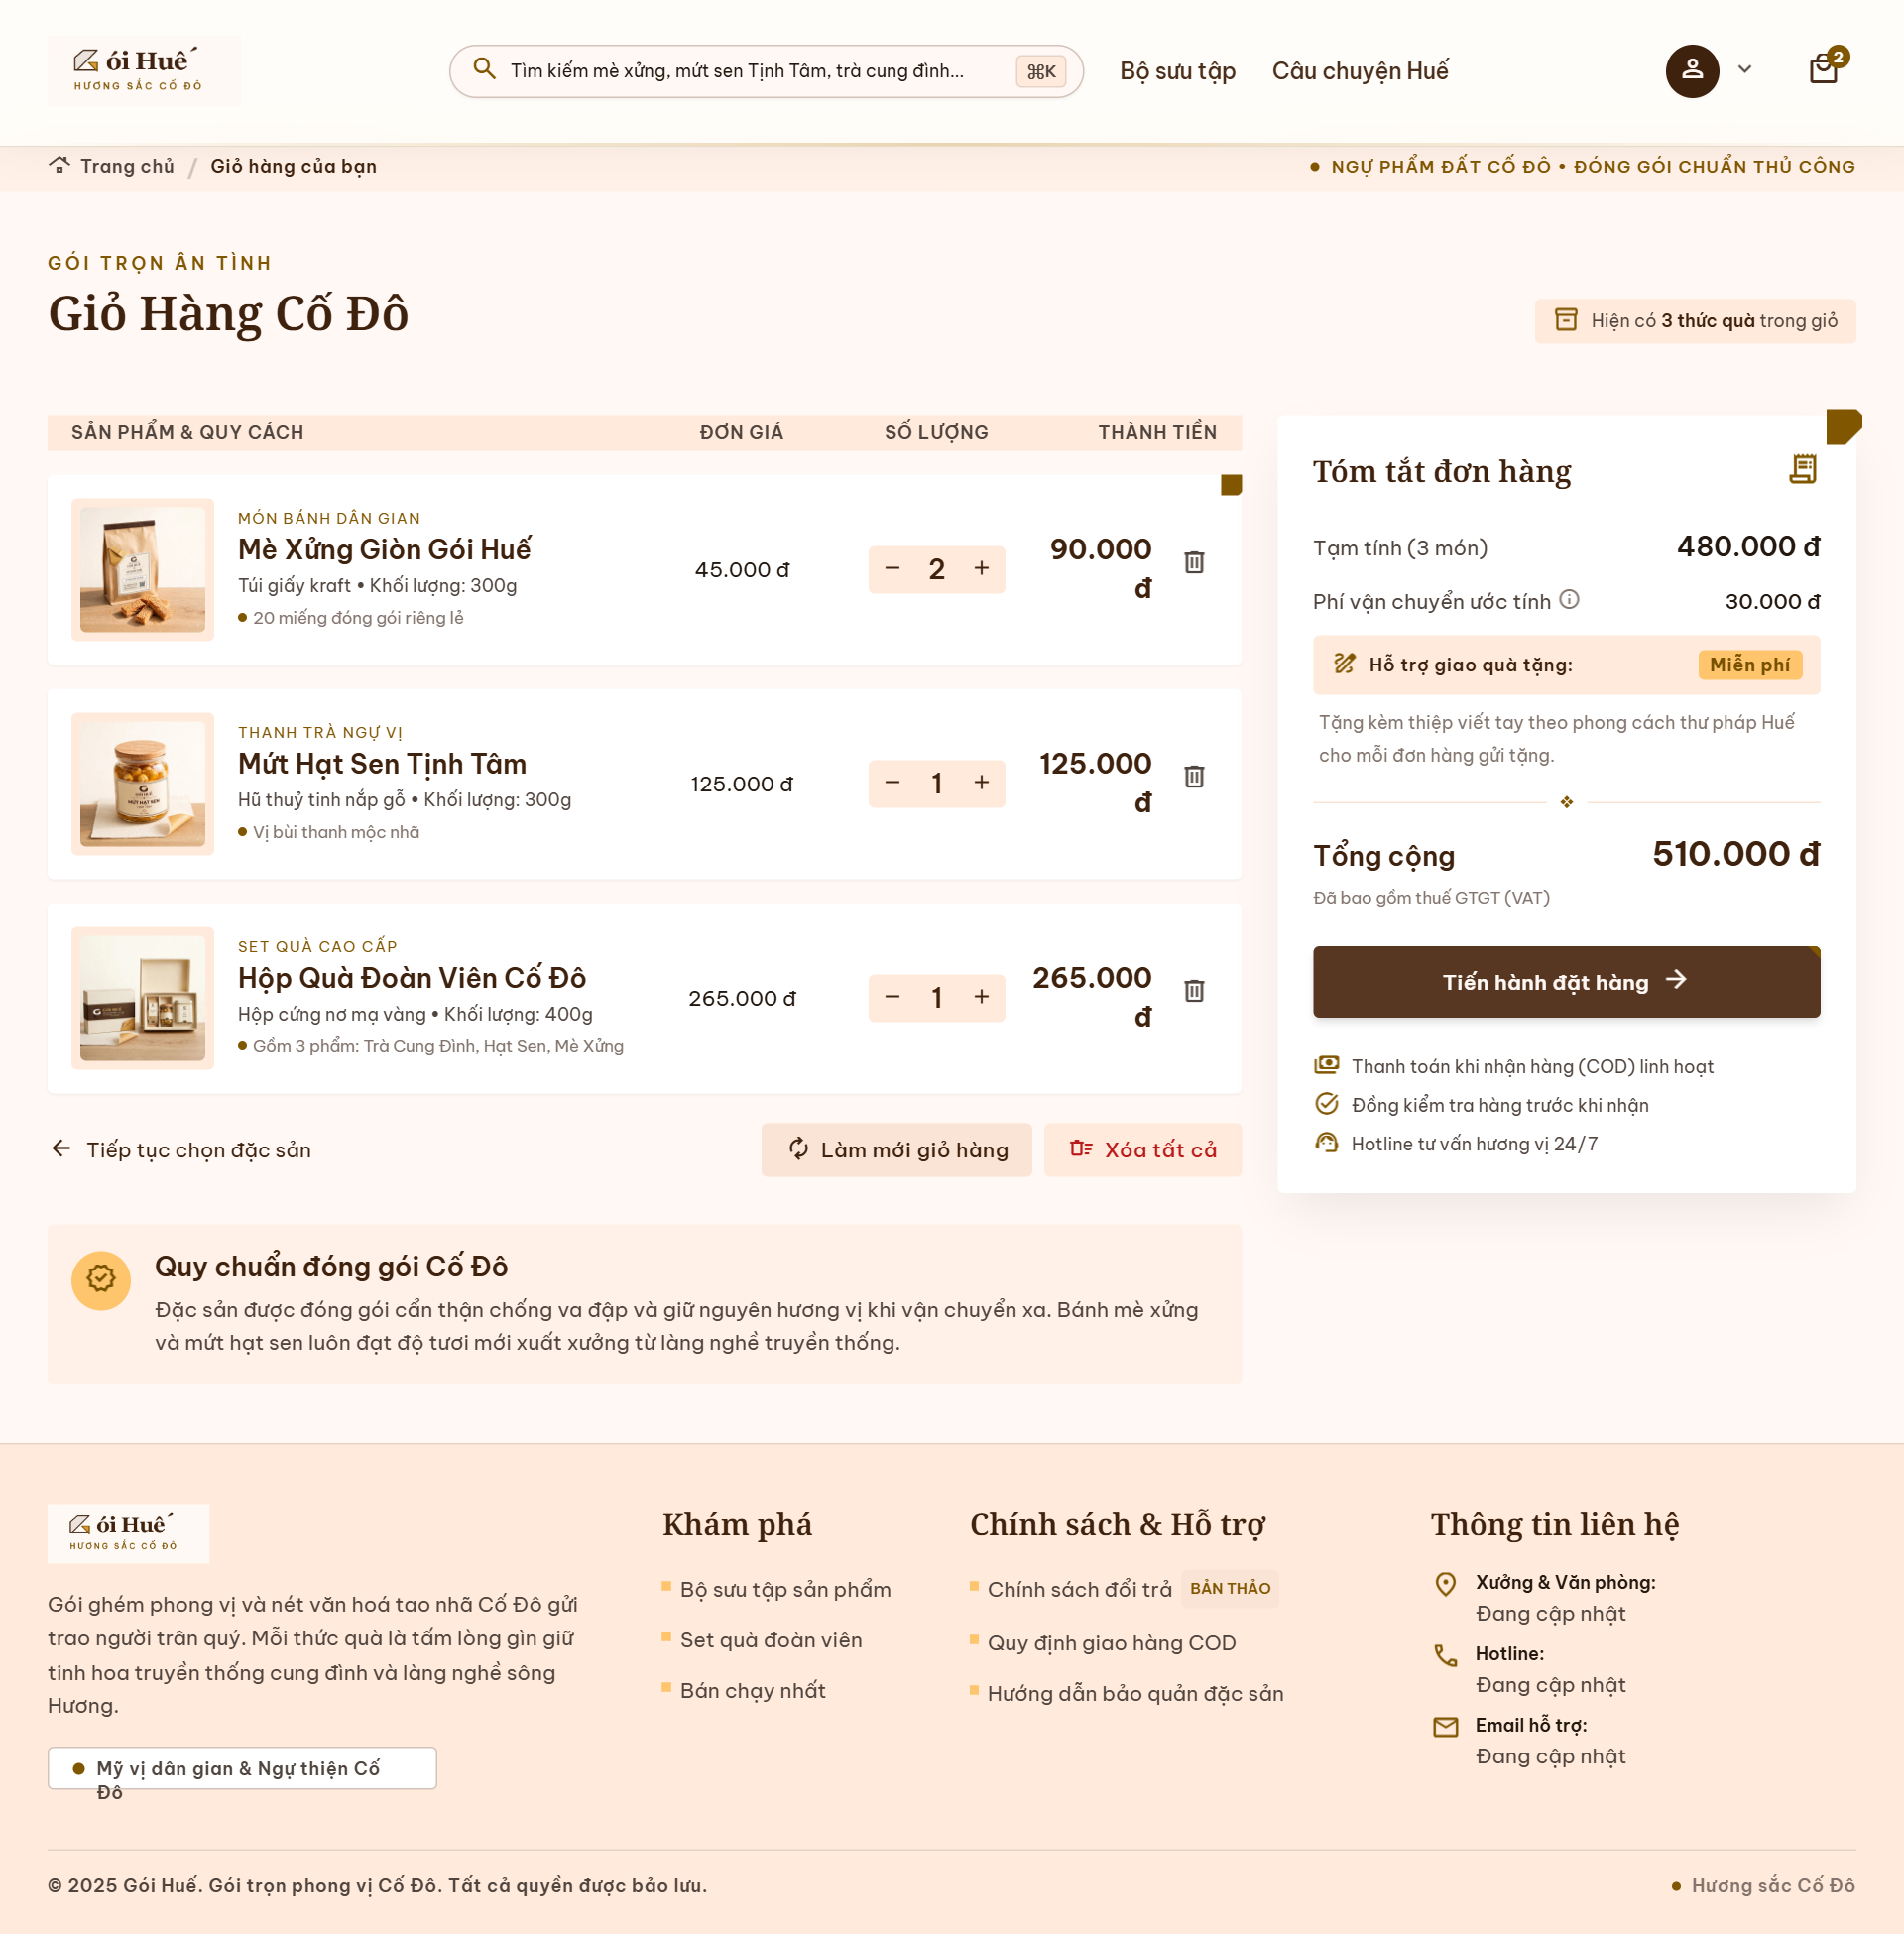 ói Huế
HƯƠNG SẮC CỐ ĐÔ
Tìm kiếm mè xửng, mứt sen Tịnh Tâm, trà cung đình...
⌘K
Bộ sưu tập
Câu chuyện Huế
2
Trang chủ / Giỏ hàng của bạn
NGỰ PHẨM ĐẤT CỐ ĐÔ • ĐÓNG GÓI CHUẨN THỦ CÔNG
GÓI TRỌN ÂN TÌNH
Giỏ Hàng Cố Đô
Hiện có 3 thức quà trong giỏ
SẢN PHẨM & QUY CÁCH
ĐƠN GIÁ
SỐ LƯỢNG
THÀNH TIỀN
MÓN BÁNH DÂN GIAN
Mè Xửng Giòn Gói Huế
Túi giấy kraft • Khối lượng: 300g
20 miếng đóng gói riêng lẻ
45.000 đ
− 2 +
90.000
đ
THANH TRÀ NGỰ VỊ
Mứt Hạt Sen Tịnh Tâm
Hũ thuỷ tinh nắp gỗ • Khối lượng: 300g
Vị bùi thanh mộc nhã
125.000 đ
− 1 +
125.000
đ
SET QUÀ CAO CẤP
Hộp Quà Đoàn Viên Cố Đô
Hộp cứng nơ mạ vàng • Khối lượng: 400g
Gồm 3 phẩm: Trà Cung Đình, Hạt Sen, Mè Xửng
265.000 đ
− 1 +
265.000
đ
Tiếp tục chọn đặc sản
Làm mới giỏ hàng
Xóa tất cả
Quy chuẩn đóng gói Cố Đô
Đặc sản được đóng gói cẩn thận chống va đập và giữ nguyên hương vị khi vận chuyển xa. Bánh mè xửng
và mứt hạt sen luôn đạt độ tươi mới xuất xưởng từ làng nghề truyền thống.
Tóm tắt đơn hàng
Tạm tính (3 món)
480.000 đ
Phí vận chuyển ước tính
30.000 đ
Hỗ trợ giao quà tặng:
Miễn phí
Tặng kèm thiệp viết tay theo phong cách thư pháp Huế
cho mỗi đơn hàng gửi tặng.
Tổng cộng
510.000 đ
Đã bao gồm thuế GTGT (VAT)
Tiến hành đặt hàng
Thanh toán khi nhận hàng (COD) linh hoạt
Đồng kiểm tra hàng trước khi nhận
Hotline tư vấn hương vị 24/7
ói Huế
HƯƠNG SẮC CỐ ĐÔ
Gói ghém phong vị và nét văn hoá tao nhã Cố Đô gửi
trao người trân quý. Mỗi thức quà là tấm lòng gìn giữ
tinh hoa truyền thống cung đình và làng nghề sông
Hương.
Mỹ vị dân gian & Ngự thiện Cố
Đô
Khám phá
Bộ sưu tập sản phẩm
Set quà đoàn viên
Bán chạy nhất
Chính sách & Hỗ trợ
Chính sách đổi trả BẢN THẢO
Quy định giao hàng COD
Hướng dẫn bảo quản đặc sản
Thông tin liên hệ
Xưởng & Văn phòng:
Đang cập nhật
Hotline:
Đang cập nhật
Email hỗ trợ:
Đang cập nhật
© 2025 Gói Huế. Gói trọn phong vị Cố Đô. Tất cả quyền được bảo lưu.
Hương sắc Cố Đô